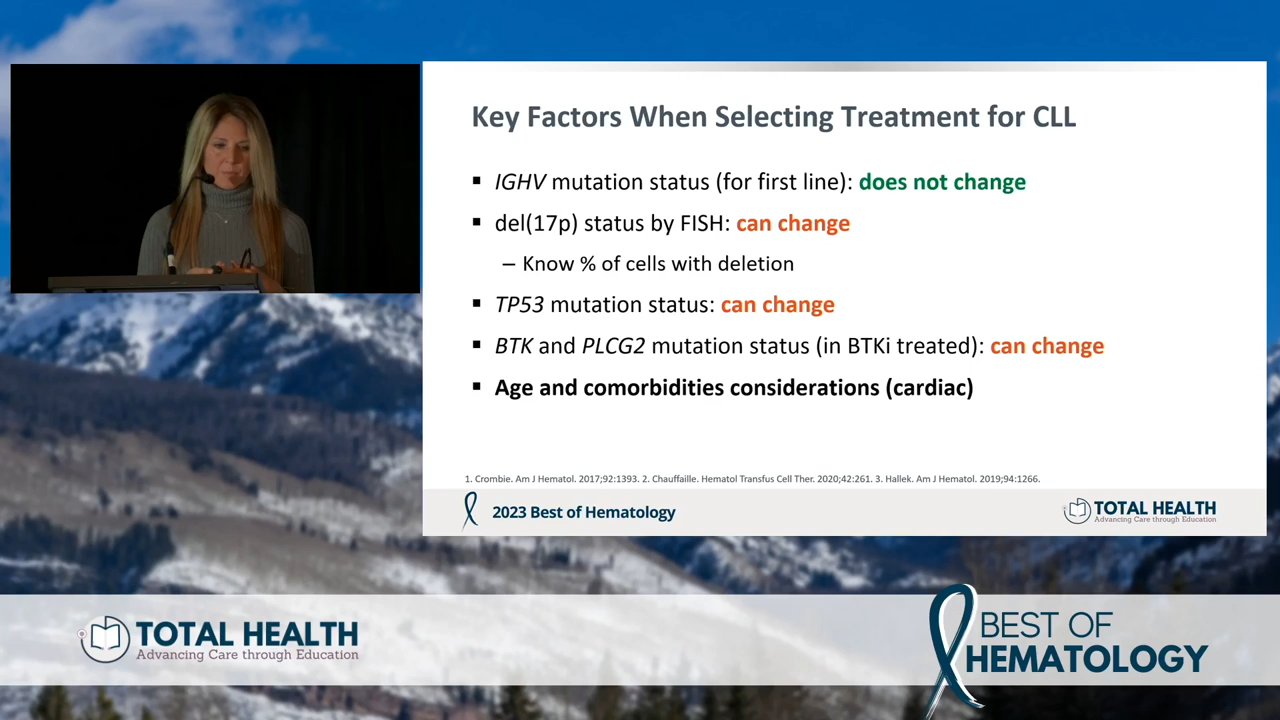 Key Factors When Selecting Treatment for CLL
▪ IGHV mutation status (for first line): does not change
▪ del(17p) status by FISH: can change
– Know % of cells with deletion
▪ TP53 mutation status: can change
▪ BTK and PLCG2 mutation status (in BTKi treated): can change
▪ Age and comorbidities considerations (cardiac)
1. Crombie. Am J Hematol. 2017;92:1393. 2. Chauffaille. Hematol Transfus Cell Ther. 2020;42:261. 3. Hallek. Am J Hematol. 2019;94:1266.
2023 Best of Hematology
TOTAL HEALTH
Advancing Care through Education
TOTAL HEALTH
Advancing Care through Education
BEST OF
HEMATOLOGY